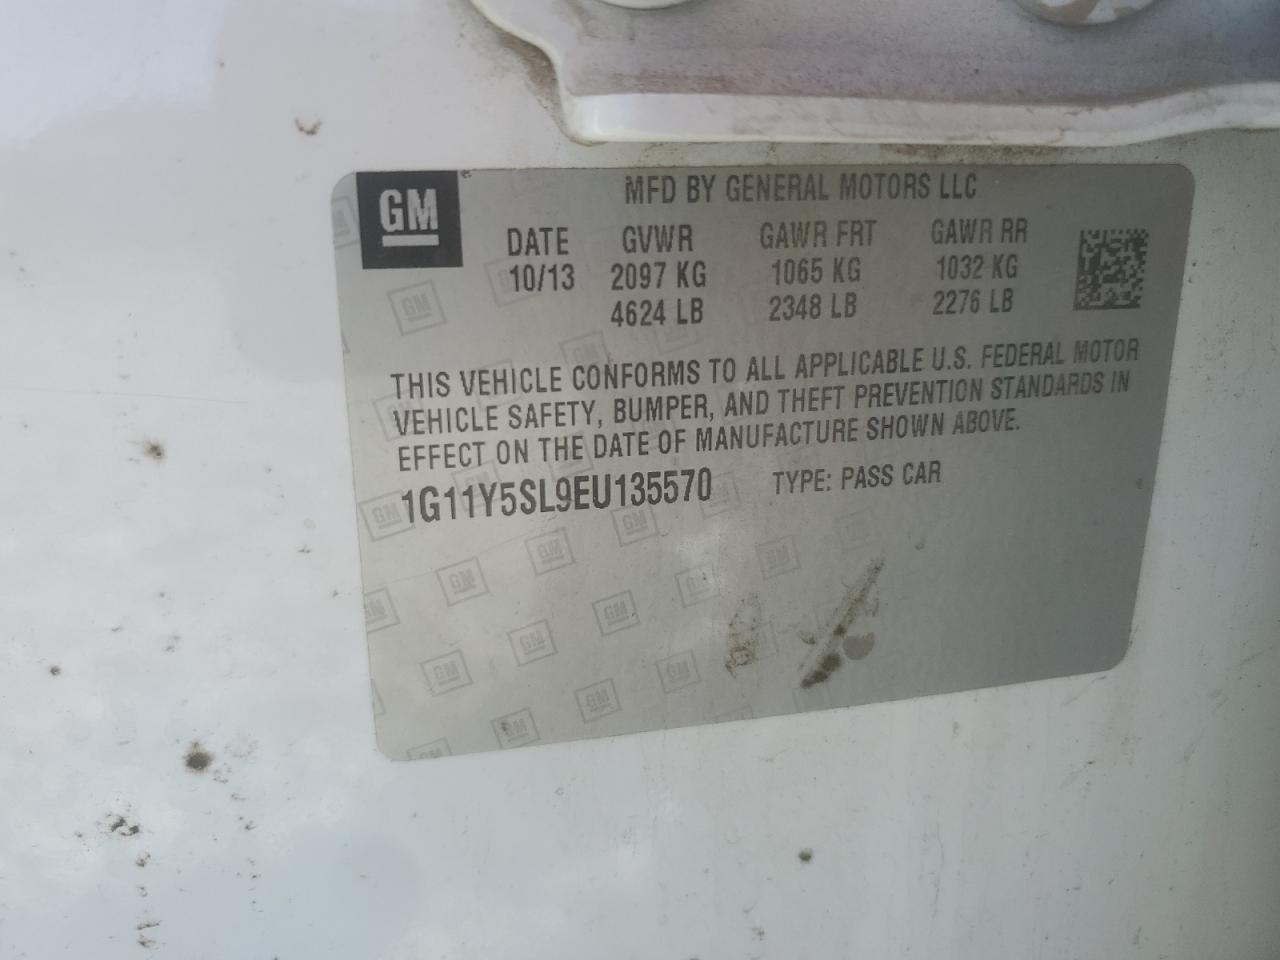 GM
MFD BY GENERAL MOTORS LLC
DATE GVWR GAWR FRT GAWR RR
10/13 2097 KG 1065 KG 1032 KG
4624 LB 2348 LB 2276 LB
THIS VEHICLE CONFORMS TO ALL APPLICABLE U.S. FEDERAL MOTOR
VEHICLE SAFETY, BUMPER, AND THEFT PREVENTION STANDARDS IN
EFFECT ON THE DATE OF MANUFACTURE SHOWN ABOVE.
1G11Y5SL9EU135570 TYPE: PASS CAR